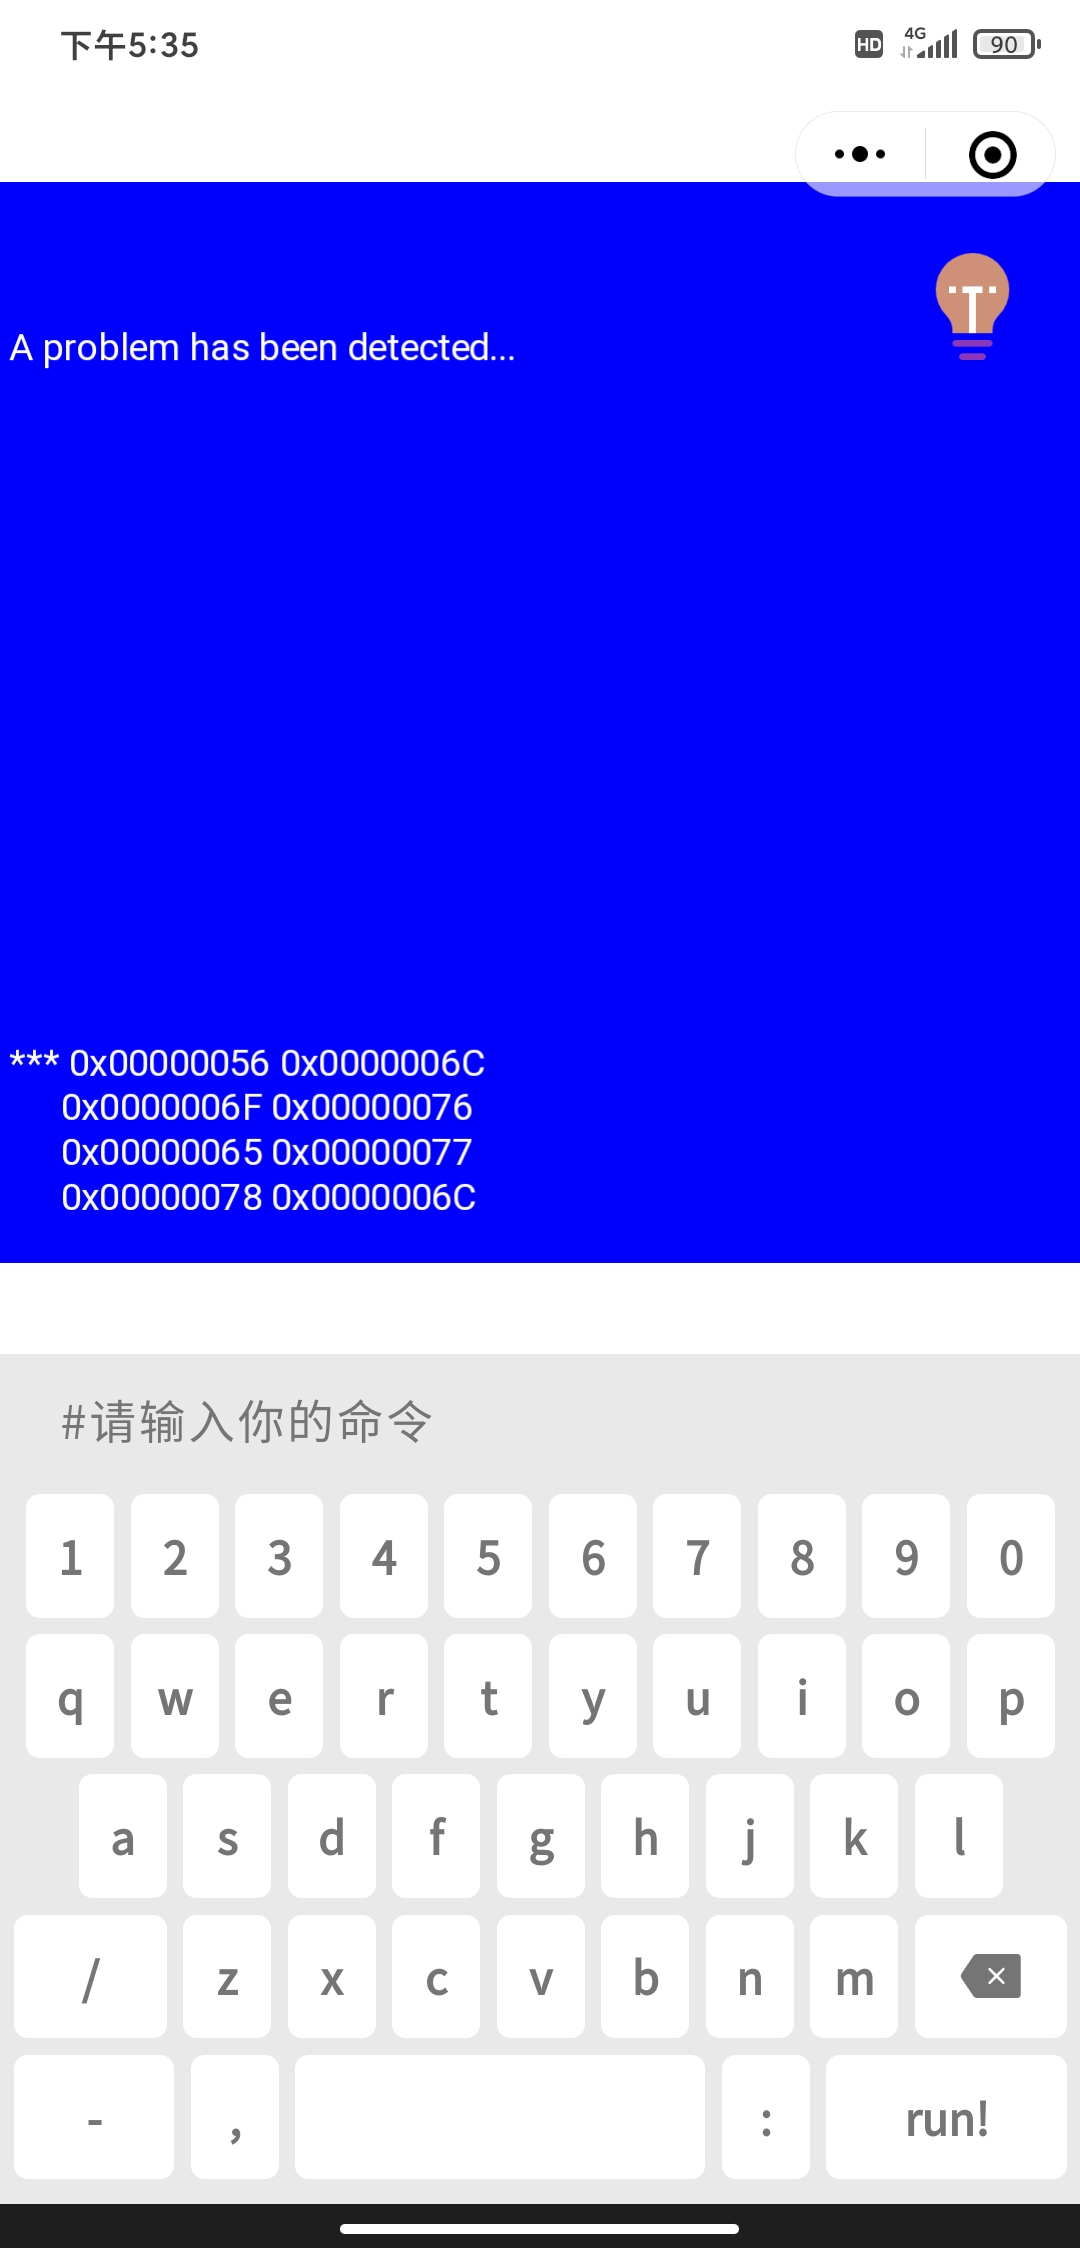 下午5:35
HD 4G 90
A problem has been detected...
*** 0x00000056 0x0000006C
0x0000006F 0x00000076
0x00000065 0x00000077
0x00000078 0x0000006C
#请输入你的命令
1 2 3 4 5 6 7 8 9 0
q w e r t y u i o p
a s d f g h j k l
/ z x c v b n m
- , : run!